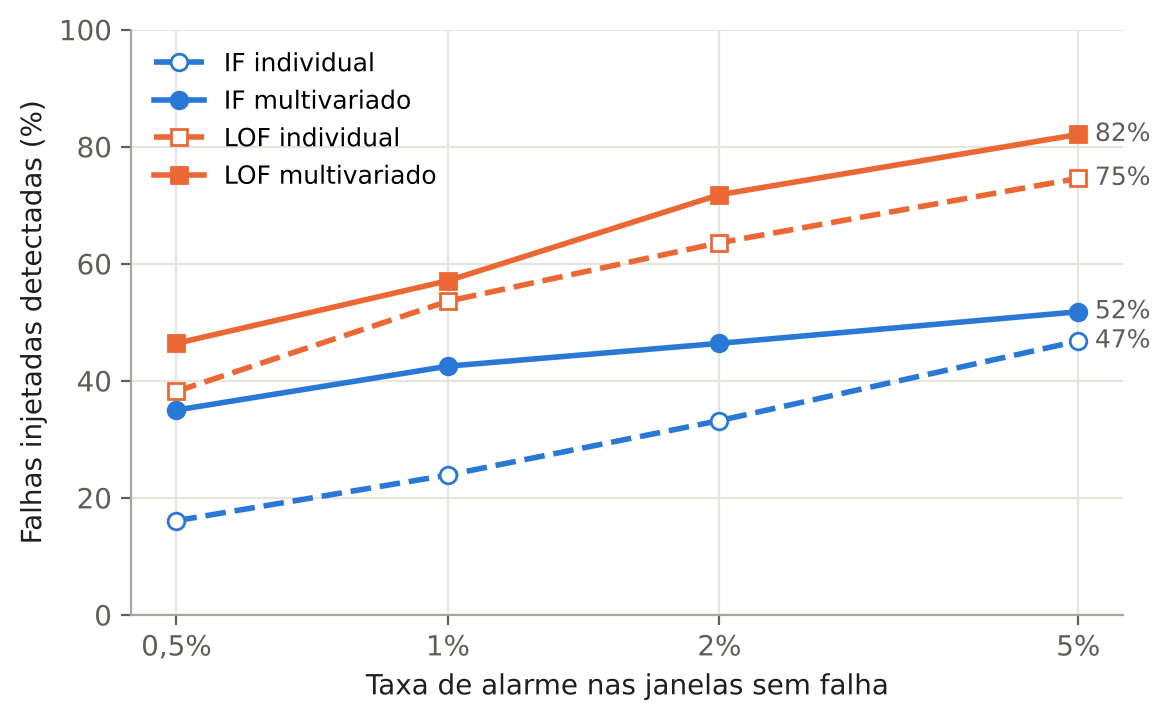 Falhas injetadas detectadas (%)
100
80
60
40
20
0
IF individual
IF multivariado
LOF individual
LOF multivariado
82%
75%
52%
47%
0,5%
1%
2%
5%
Taxa de alarme nas janelas sem falha